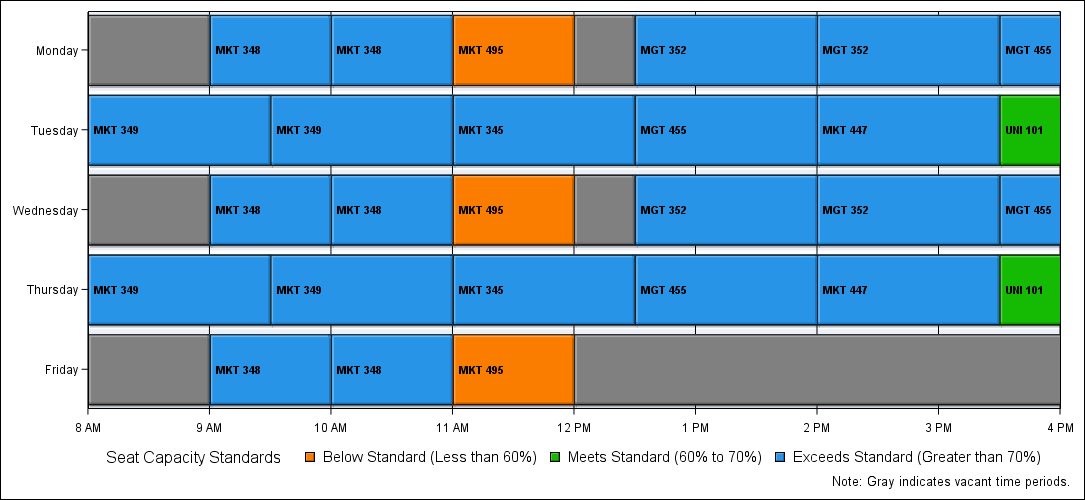 Monday MKT 348 MKT 348 MKT 495 MGT 352 MGT 352 MGT 455
Tuesday MKT 349 MKT 349 MKT 345 MGT 455 MKT 447 UNI 101
Wednesday MKT 348 MKT 348 MKT 495 MGT 352 MGT 352 MGT 455
Thursday MKT 349 MKT 349 MKT 345 MGT 455 MKT 447 UNI 101
Friday MKT 348 MKT 348 MKT 495
8 AM 9 AM 10 AM 11 AM 12 PM 1 PM 2 PM 3 PM 4 PM
Seat Capacity Standards Below Standard (Less than 60%) Meets Standard (60% to 70%) Exceeds Standard (Greater than 70%)
Note: Gray indicates vacant time periods.